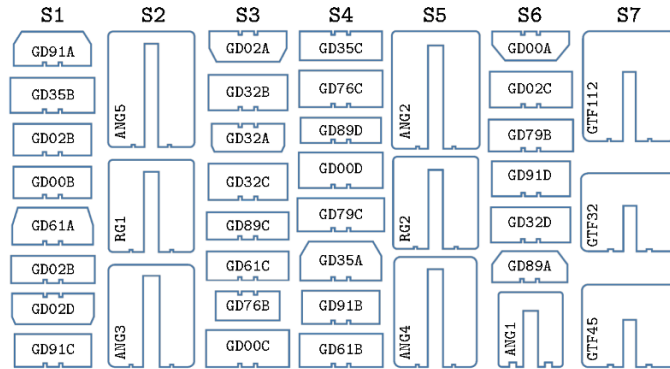 S1 S2 S3 S4 S5 S6 S7
GD91A
GD35B
GD02B
GD00B
GD61A
GD02B
GD02D
GD91C
ANG5
RG1
ANG3
GD02A
GD32B
GD32A
GD32C
GD89C
GD61C
GD76B
GD00C
GD35C
GD76C
GD89D
GD00D
GD79C
GD35A
GD91B
GD61B
ANG2
RG2
ANG4
GD00A
GD02C
GD79B
GD91D
GD32D
GD89A
ANG1
GTF112
GTF32
GTF45